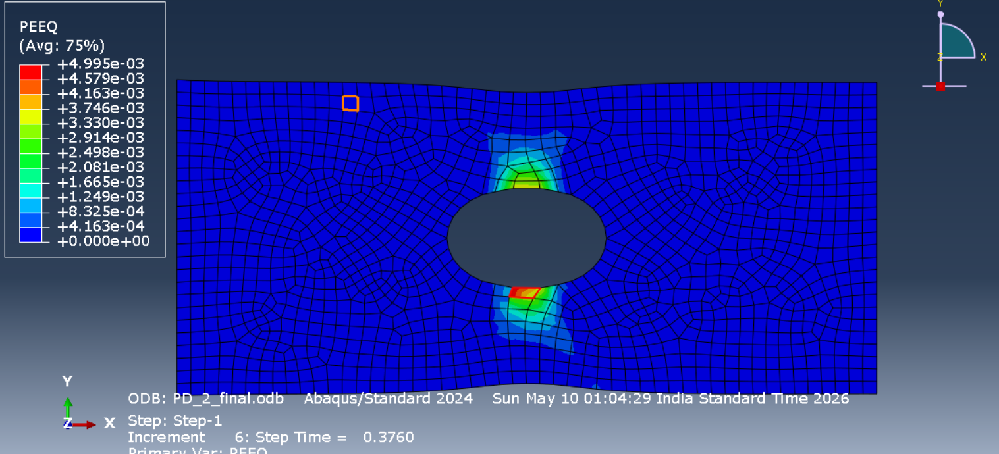 PEEQ
(Avg: 75%)
+4.995e-03
+4.579e-03
+4.163e-03
+3.746e-03
+3.330e-03
+2.914e-03
+2.498e-03
+2.081e-03
+1.665e-03
+1.249e-03
+8.325e-04
+4.163e-04
+0.000e+00
Y
Z X
Y
Z X
ODB: PD_2_final.odb Abaqus/Standard 2024 Sun May 10 01:04:29 India Standard Time 2026
Step: Step-1
Increment 6: Step Time = 0.3760
Primary Var: PEEQ